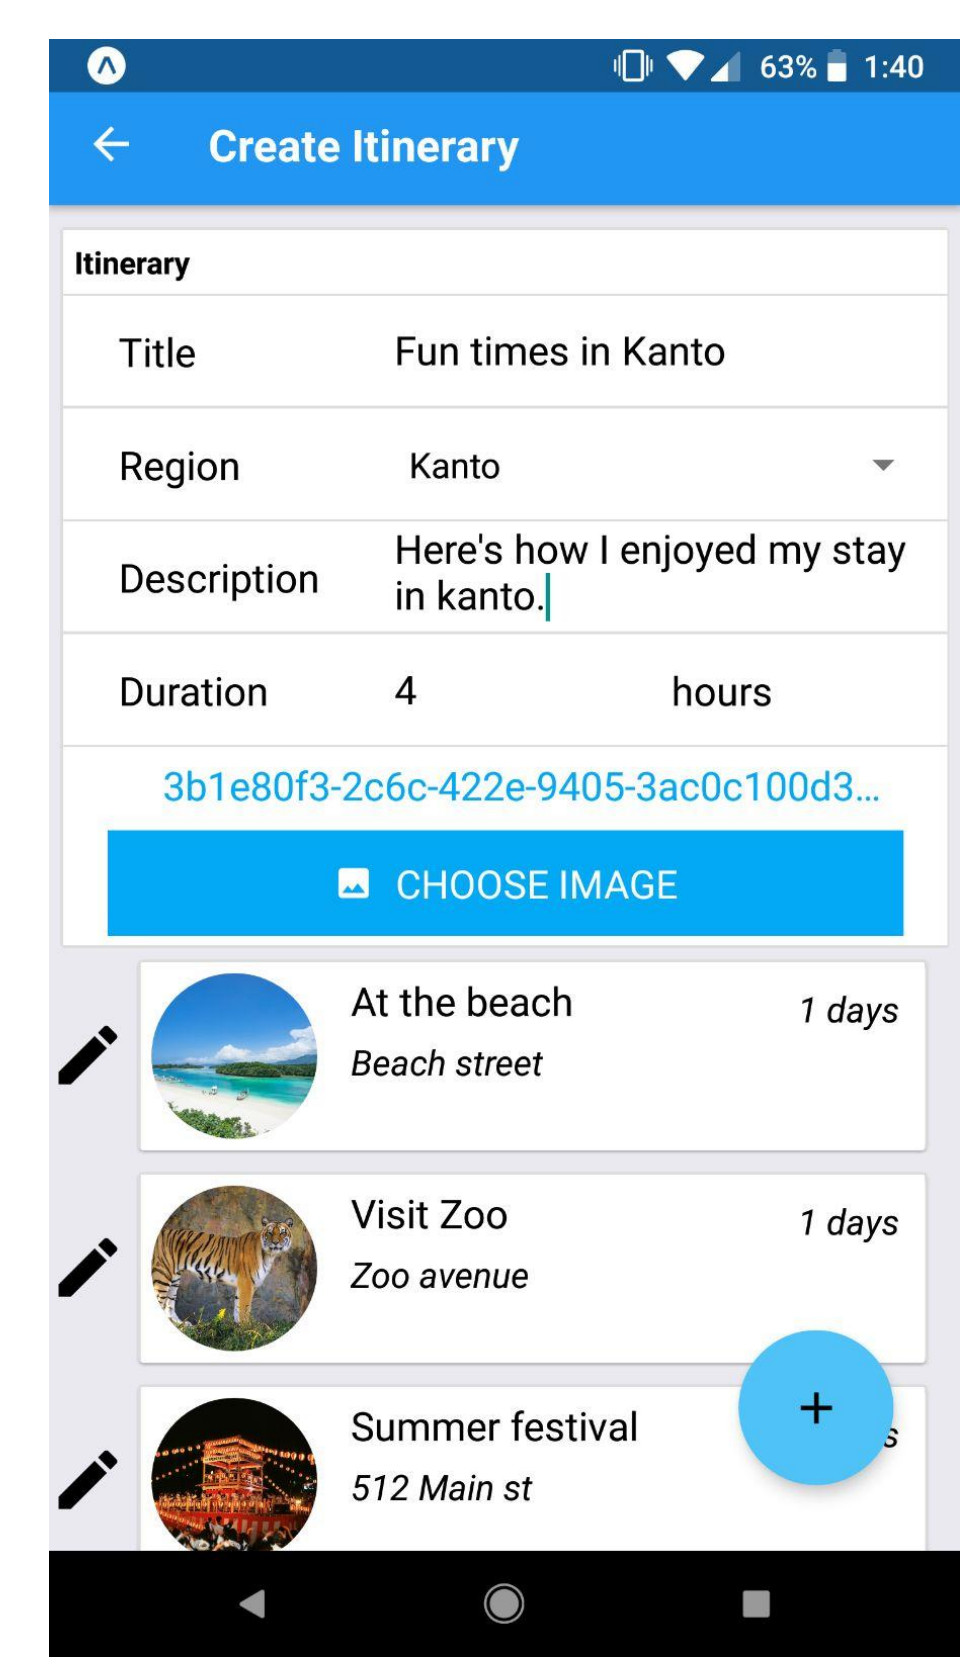 63% 1:40
Create Itinerary
Itinerary
Title Fun times in Kanto
Region Kanto
Description Here's how I enjoyed my stay
in kanto.
Duration 4 hours
3b1e80f3-2c6c-422e-9405-3ac0c100d3...
CHOOSE IMAGE
At the beach 1 days
Beach street
Visit Zoo 1 days
Zoo avenue
+
Summer festival
512 Main st